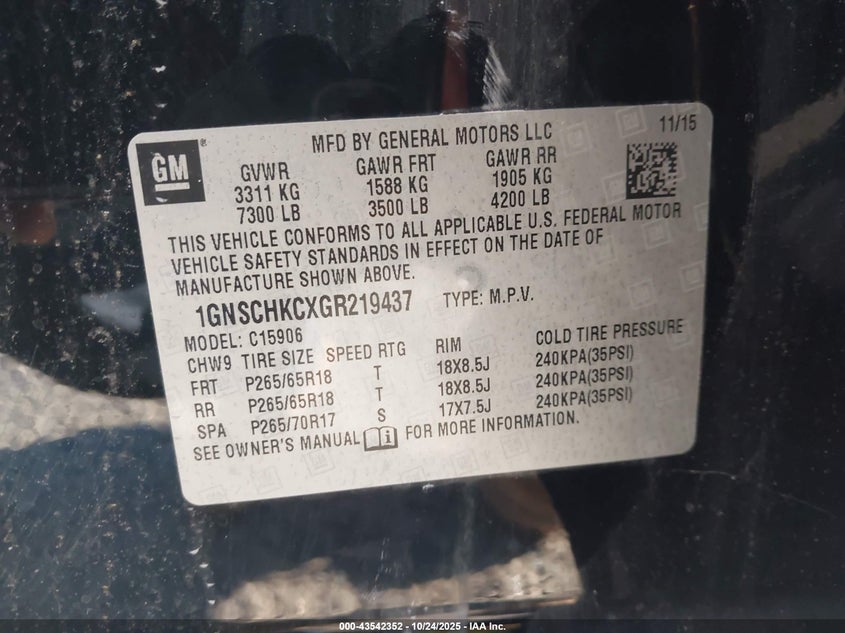 MFD BY GENERAL MOTORS LLC 11/15
GM
GVWR GAWR FRT GAWR RR
3311 KG 1588 KG 1905 KG
7300 LB 3500 LB 4200 LB
THIS VEHICLE CONFORMS TO ALL APPLICABLE U.S. FEDERAL MOTOR
VEHICLE SAFETY STANDARDS IN EFFECT ON THE DATE OF
MANUFACTURE SHOWN ABOVE.
1GNSCHKCXGR219437 TYPE: M.P.V.
MODEL: C15906
CHW9 TIRE SIZE SPEED RTG RIM COLD TIRE PRESSURE
FRT P265/65R18 T 18X8.5J 240KPA(35PSI)
RR P265/65R18 T 18X8.5J 240KPA(35PSI)
SPA P265/70R17 S 17X7.5J 240KPA(35PSI)
SEE OWNER'S MANUAL i FOR MORE INFORMATION.
000-43542352 - 10/24/2025 - IAA Inc.